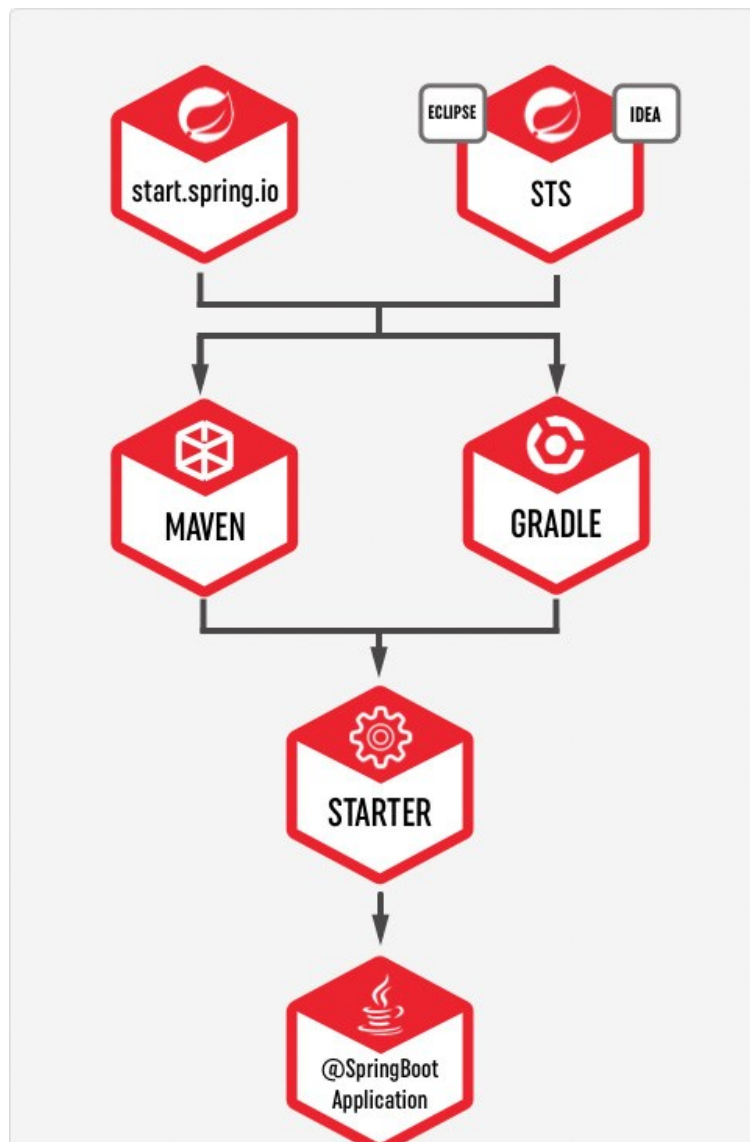 start.spring.io
ECLIPSE
IDEA
STS
MAVEN
GRADLE
STARTER
@SpringBoot
Application